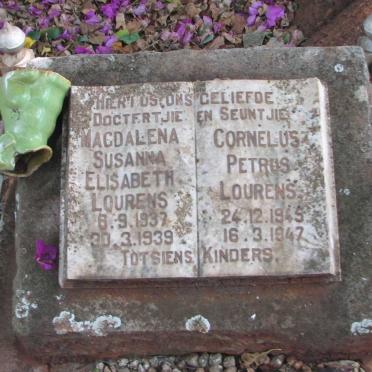 HIER RUS ONS GELIEFDE
DOGTERTJIE EN SEUNTJIE
MAGDALENA
SUSANNA
ELISABETH
LOURENS
6.9.1937
30.3.1939
CORNELUS
PETRUS
LOURENS.
24.12.1945
16.3.1947
TOTSIENS KINDERS.